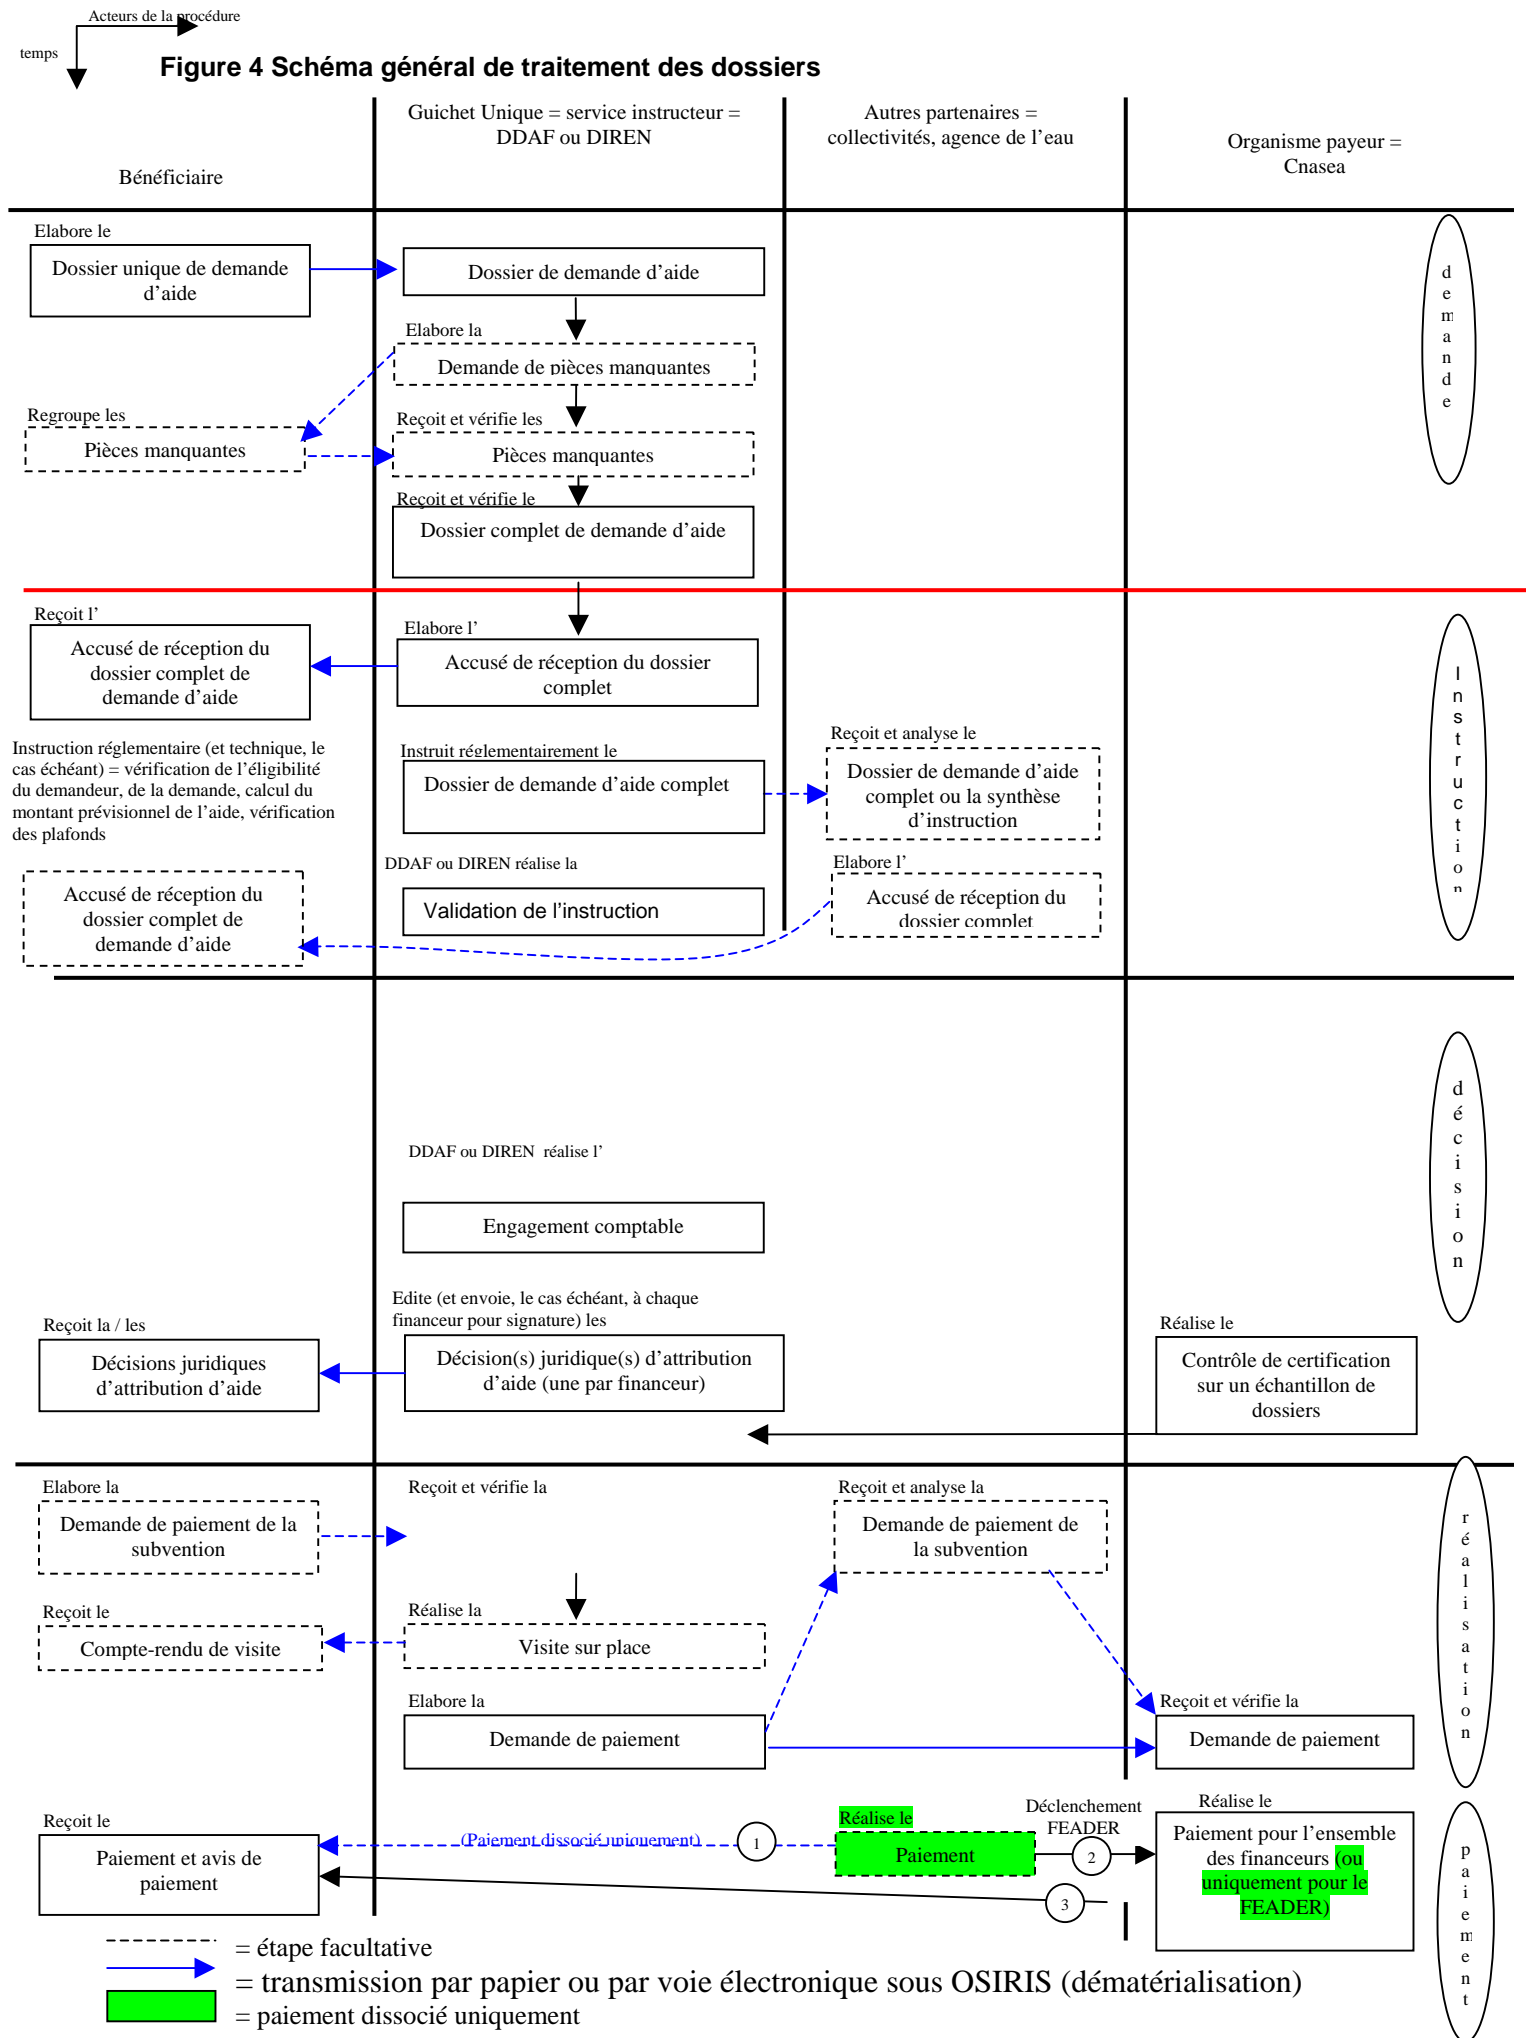 Acteurs de la procédure
temps
Figure 4 Schéma général de traitement des dossiers
Bénéficiaire
Guichet Unique = service instructeur =
DDAF ou DIREN
Autres partenaires =
collectivités, agence de l’eau
Organisme payeur =
Cnasea
Elabore le
Dossier unique de demande
d’aide
Dossier de demande d’aide
demande
Elabore la
Demande de pièces manquantes
Regroupe les
Pièces manquantes
Reçoit et vérifie les
Pièces manquantes
Reçoit et vérifie le
Dossier complet de demande d’aide
Reçoit l’
Accusé de réception du
dossier complet de
demande d’aide
Elabore l’
Accusé de réception du dossier
complet
Instruction
Instruction réglementaire (et technique, le
cas échéant) = vérification de l’éligibilité
du demandeur, de la demande, calcul du
montant prévisionnel de l’aide, vérification
des plafonds
Instruit réglementairement le
Dossier de demande d’aide complet
Reçoit et analyse le
Dossier de demande d’aide
complet ou la synthèse
d’instruction
DDAF ou DIREN réalise la
Validation de l’instruction
Elabore l’
Accusé de réception du
dossier complet
Accusé de réception du
dossier complet de
demande d’aide
décision
DDAF ou DIREN  réalise l’
Engagement comptable
Edite (et envoie, le cas échéant, à chaque
financeur pour signature) les
Décision(s) juridique(s) d’attribution
d’aide (une par financeur)
Reçoit la / les
Décisions juridiques
d’attribution d’aide
Réalise le
Contrôle de certification
sur un échantillon de
dossiers
Elabore la
Demande de paiement de la
subvention
Reçoit et vérifie la
Reçoit et analyse la
Demande de paiement de
la subvention
réalisation
Reçoit le
Compte-rendu de visite
Réalise la
Visite sur place
Elabore la
Demande de paiement
Reçoit et vérifie la
Demande de paiement
Reçoit le
Paiement et avis de
paiement
(Paiement dissocié uniquement)
1
Réalise le
Paiement
Déclenchement
FEADER
2
3
Réalise le
Paiement pour l’ensemble
des financeurs (ou
uniquement pour le
FEADER)
paiement
= étape facultative
= transmission par papier ou par voie électronique sous OSIRIS (dématérialisation)
= paiement dissocié uniquement